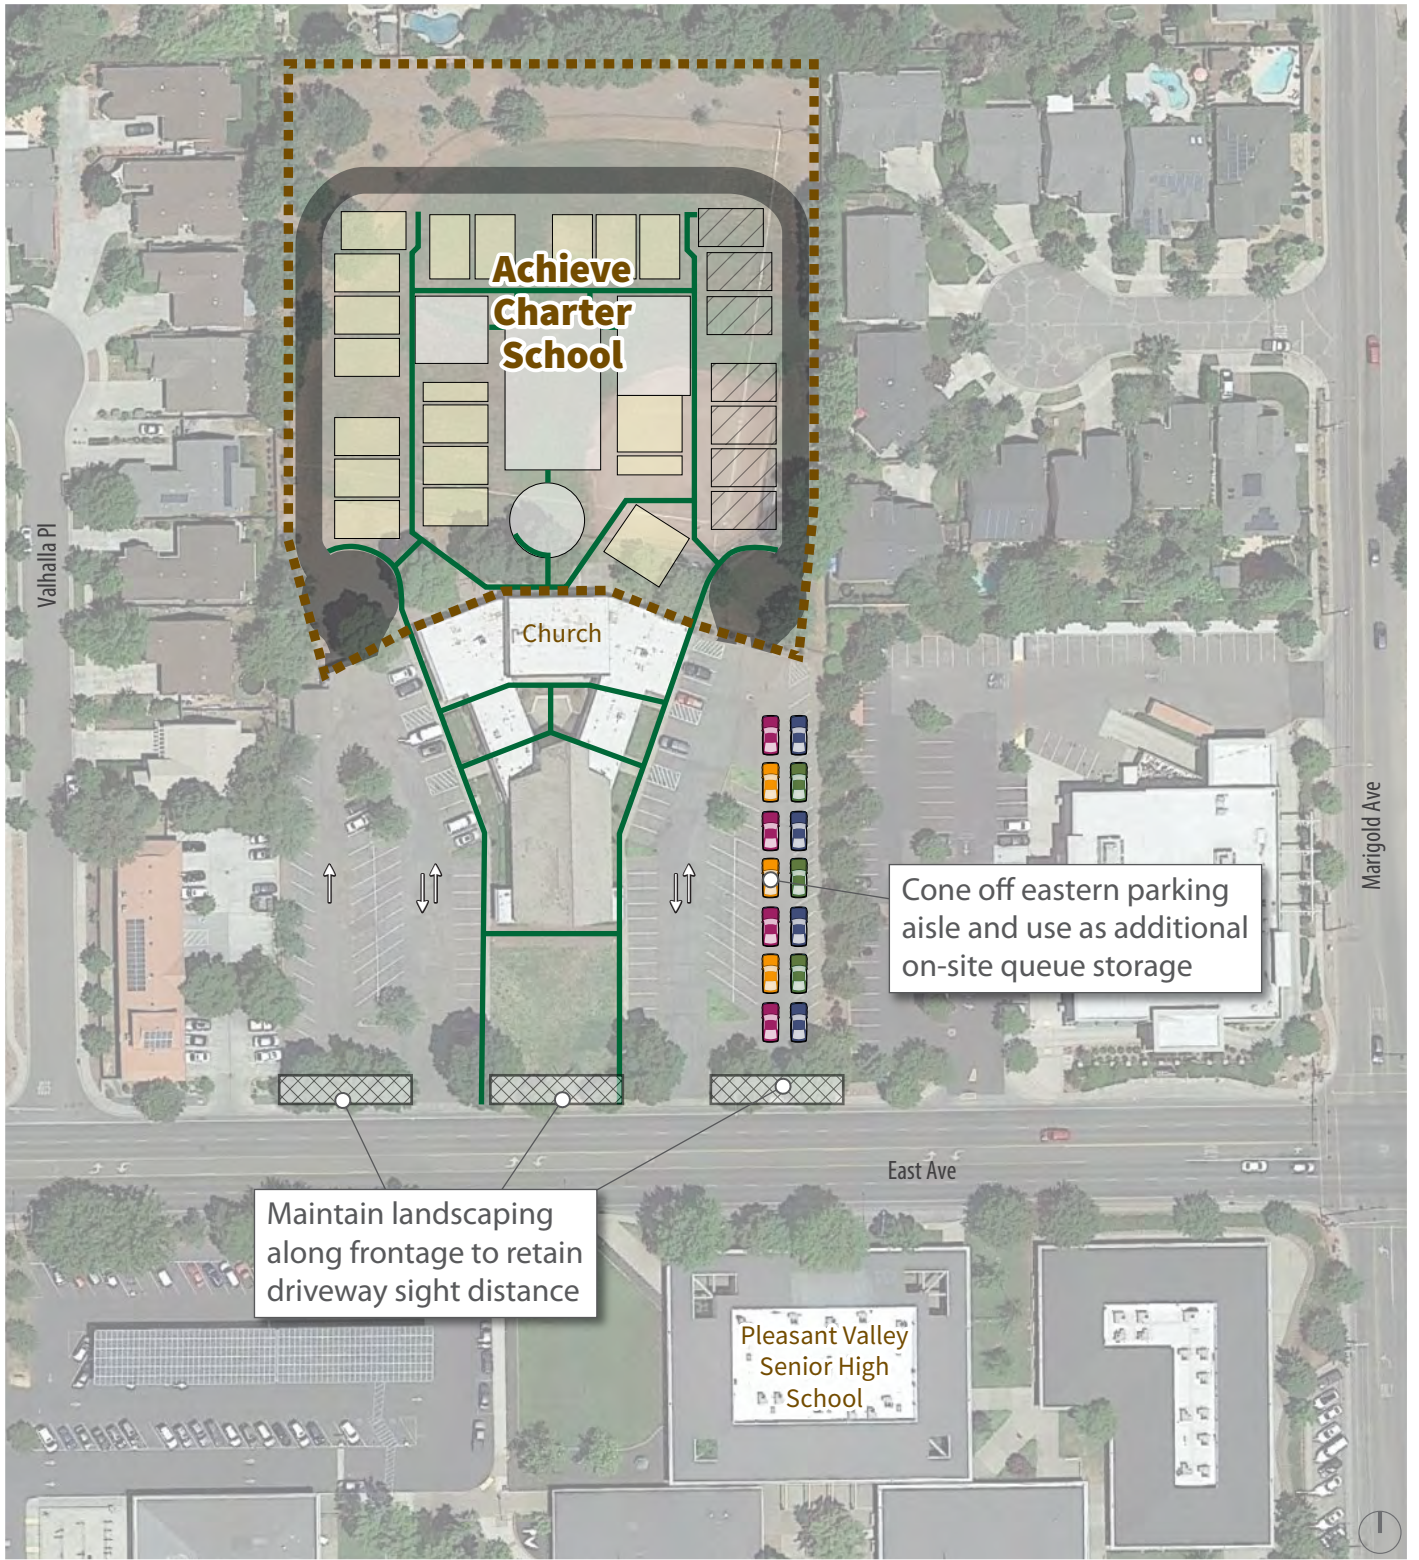 Achieve
Charter
School
Valhalla Pl
Church
Marigold Ave
Cone off eastern parking
aisle and use as additional
on-site queue storage
East Ave
Maintain landscaping
along frontage to retain
driveway sight distance
Pleasant Valley
Senior High
School